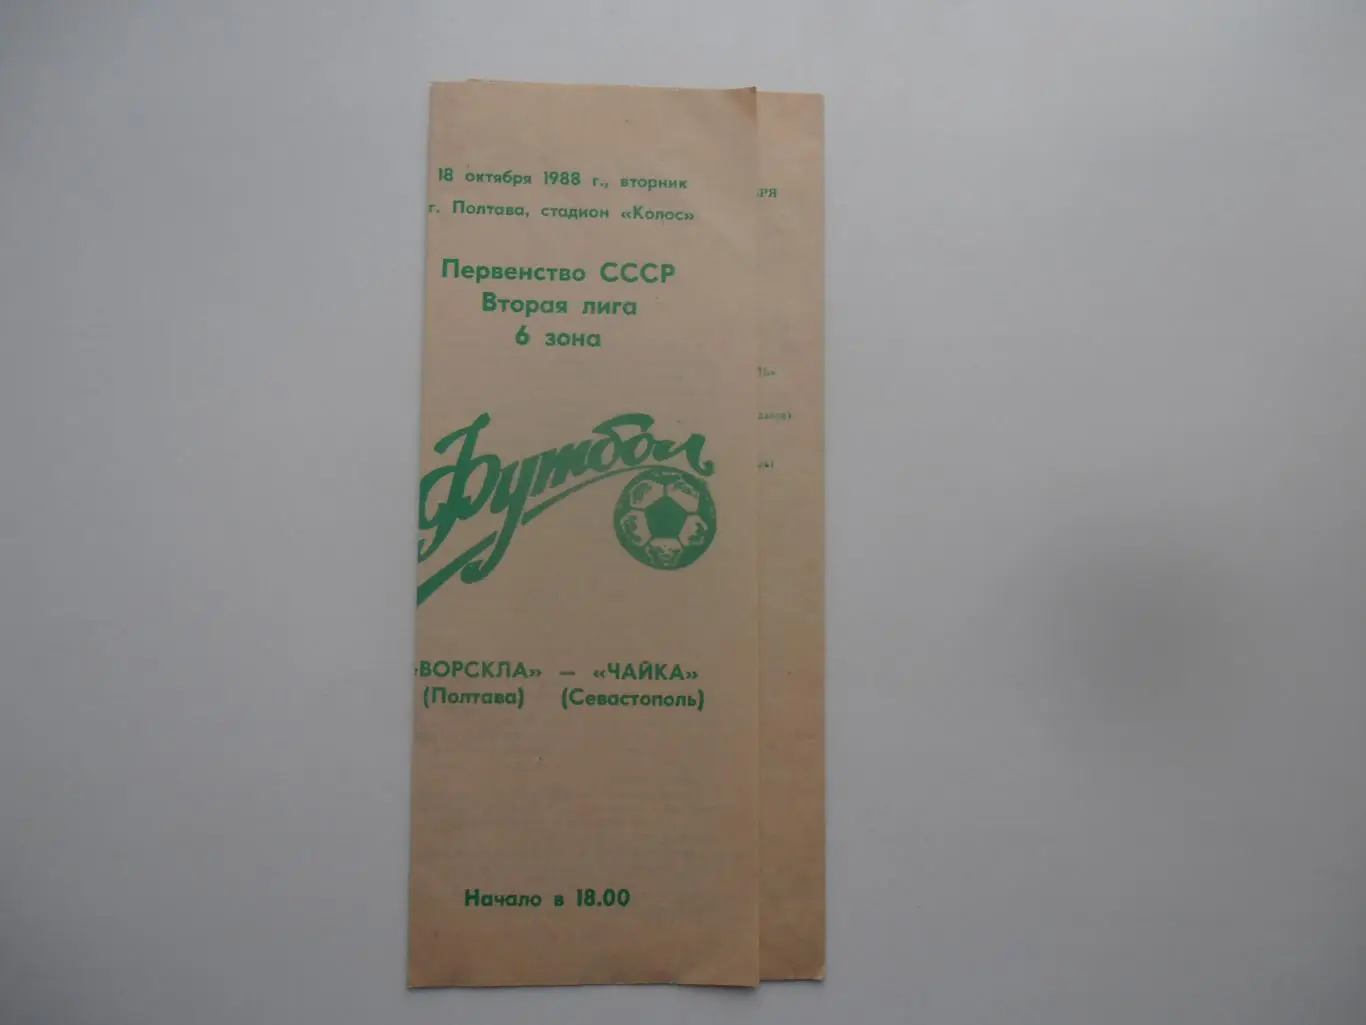 18 октября 1988 г., вторник
г. Полтава, стадион «Колос»
Первенство СССР
Вторая лига
6 зона
Футбол
«ВОРСКЛА» — «ЧАЙКА»
(Полтава) (Севастополь)
Начало в 18.00